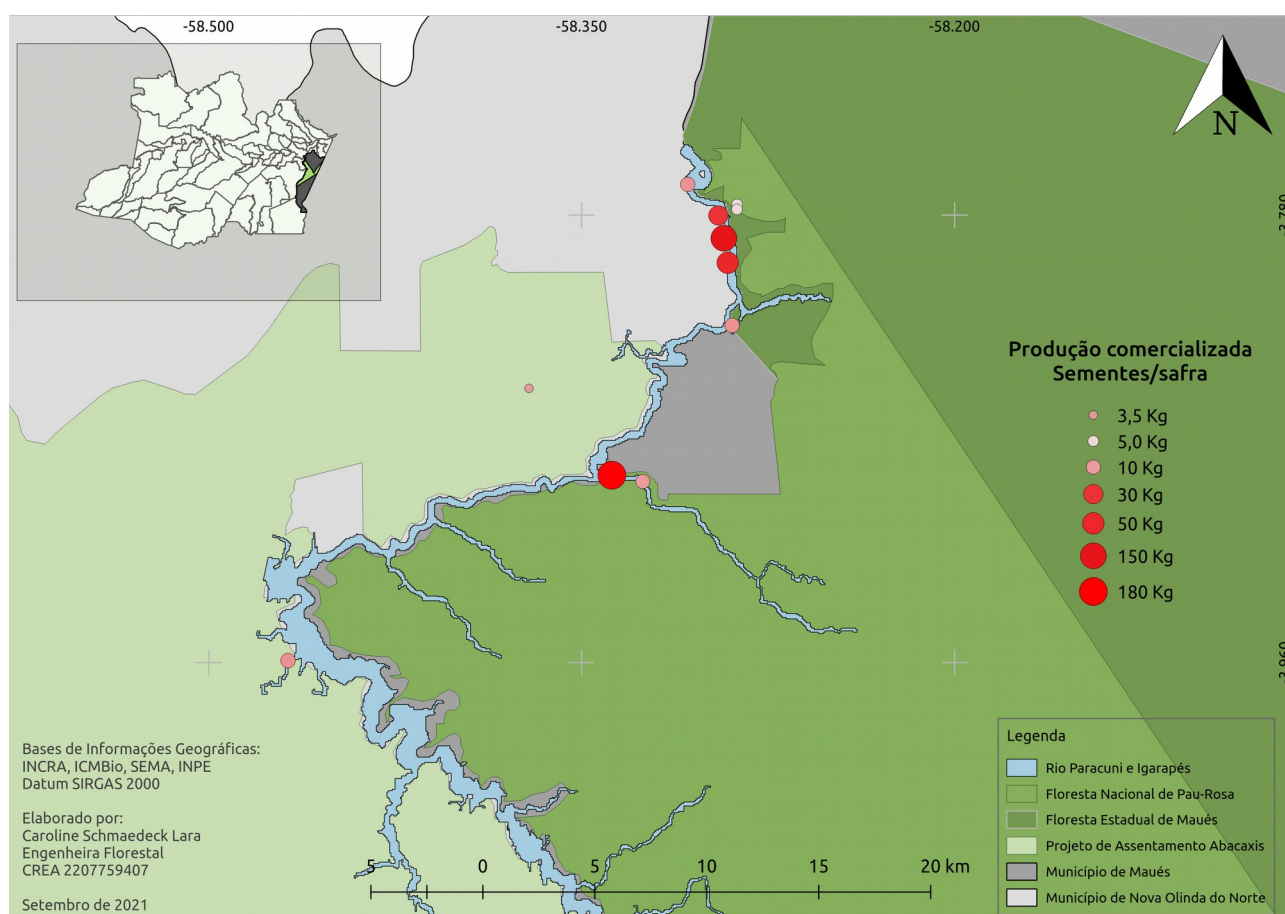 -58.500
-58.350
-58.200
N
-3.780
Produção comercializada
Sementes/safra
3,5 Kg
5,0 Kg
10 Kg
30 Kg
50 Kg
150 Kg
180 Kg
-3.960
Bases de Informações Geográficas:
INCRA, ICMBio, SEMA, INPE
Datum SIRGAS 2000
Elaborado por:
Caroline Schmaedeck Lara
Engenheira Florestal
CREA 2207759407
Setembro de 2021
5 0 5 10 15 20 km
Legenda
Rio Paracuni e Igarapés
Floresta Nacional de Pau-Rosa
Floresta Estadual de Maués
Projeto de Assentamento Abacaxis
Município de Maués
Município de Nova Olinda do Norte